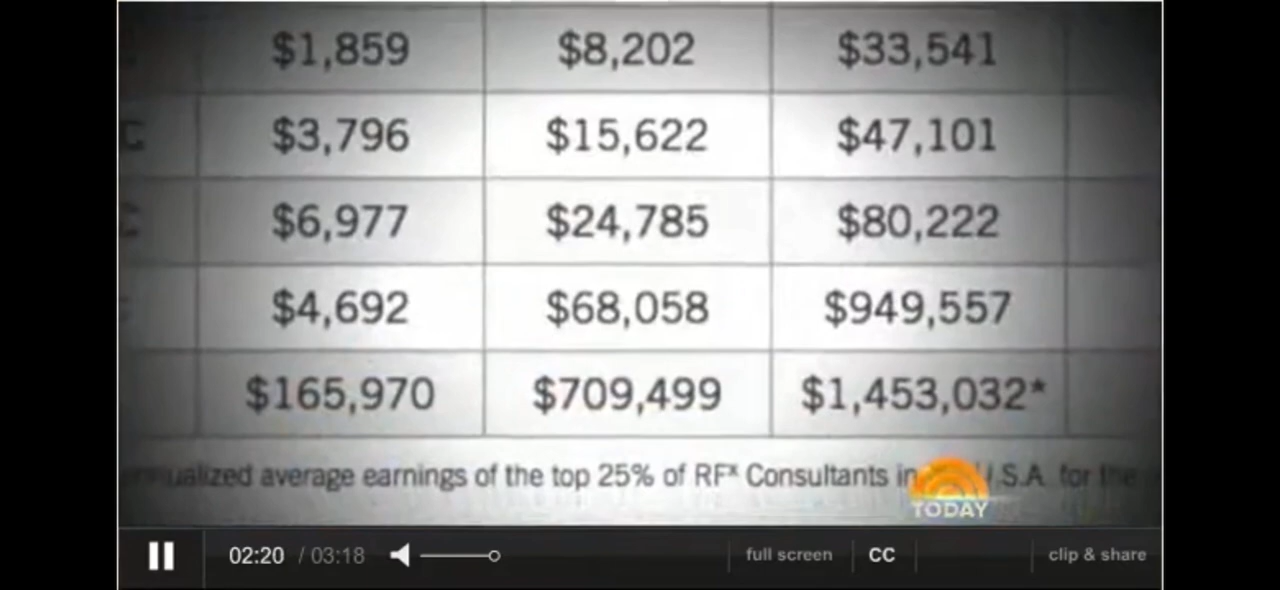 $1,859 $8,202 $33,541
$3,796 $15,622 $47,101
$6,977 $24,785 $80,222
$4,692 $68,058 $949,557
$165,970 $709,499 $1,453,032*
average earnings of the top 25% of RFx Consultants in U.S.A. for the
TODAY
02:20 / 03:18 full screen CC clip & share